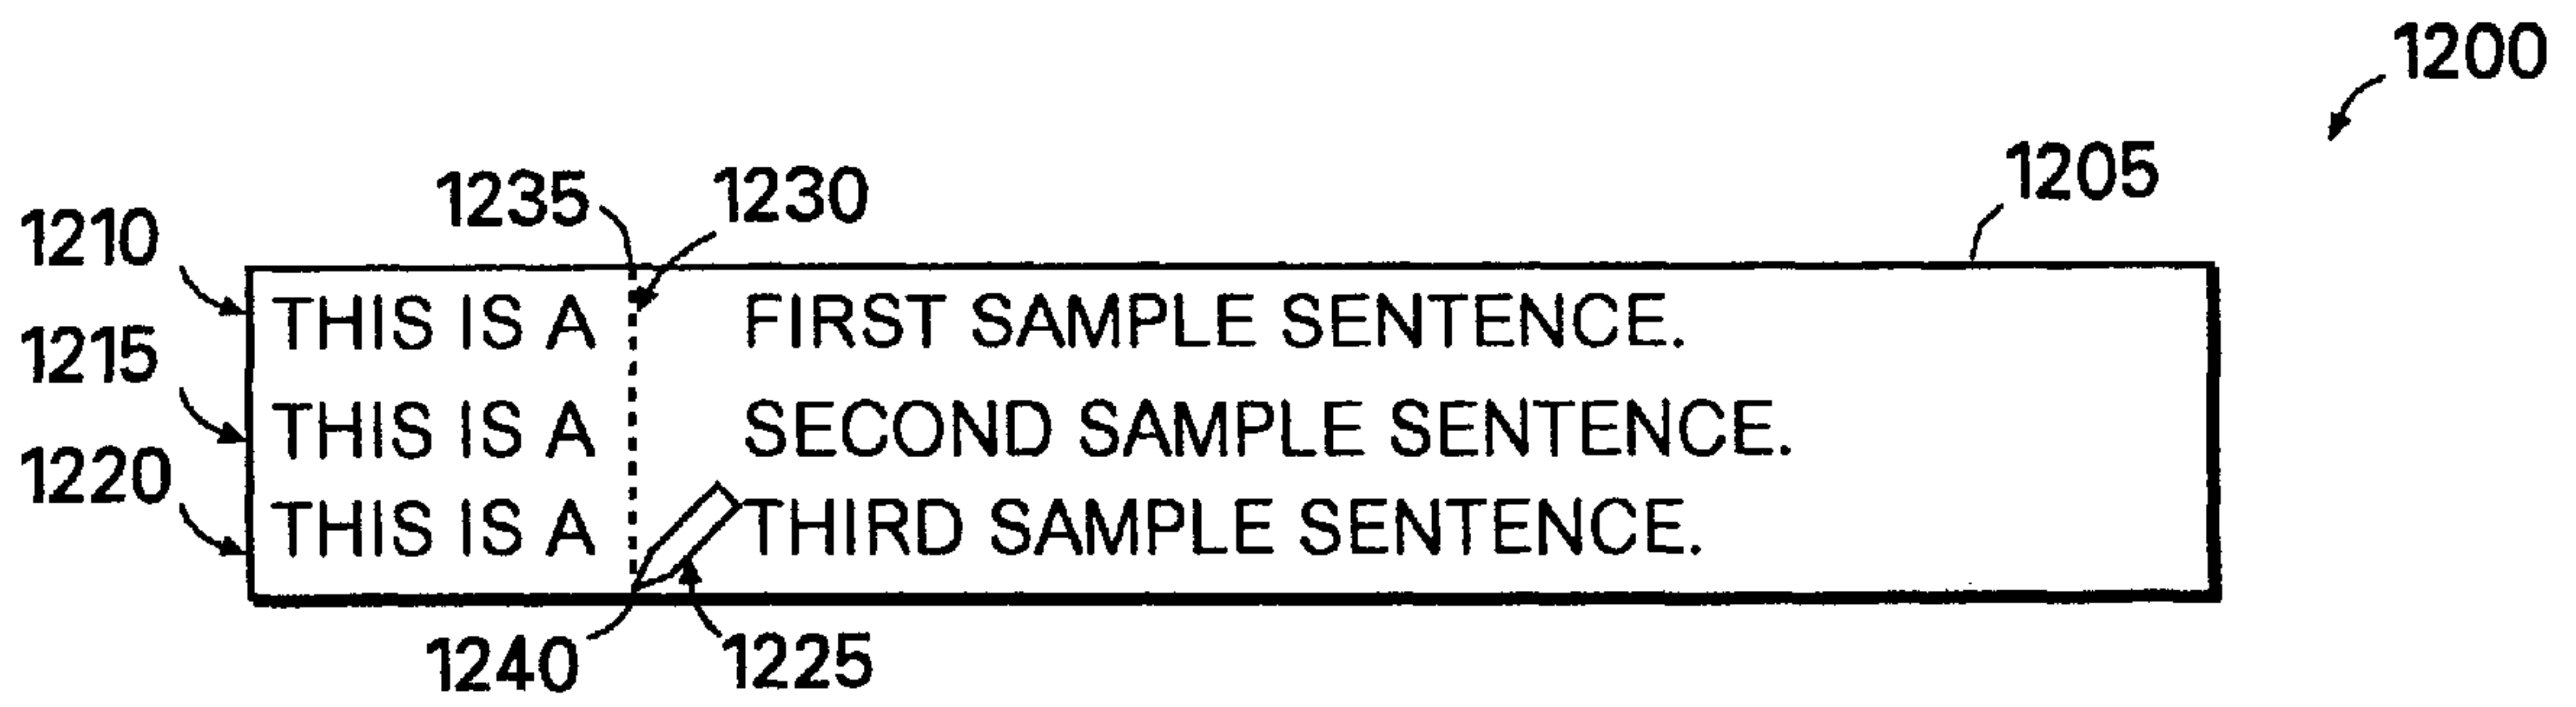 1200
1205
1235 1230
1210
THIS IS A FIRST SAMPLE SENTENCE.
1215
THIS IS A SECOND SAMPLE SENTENCE.
1220
THIS IS A THIRD SAMPLE SENTENCE.
1240 1225